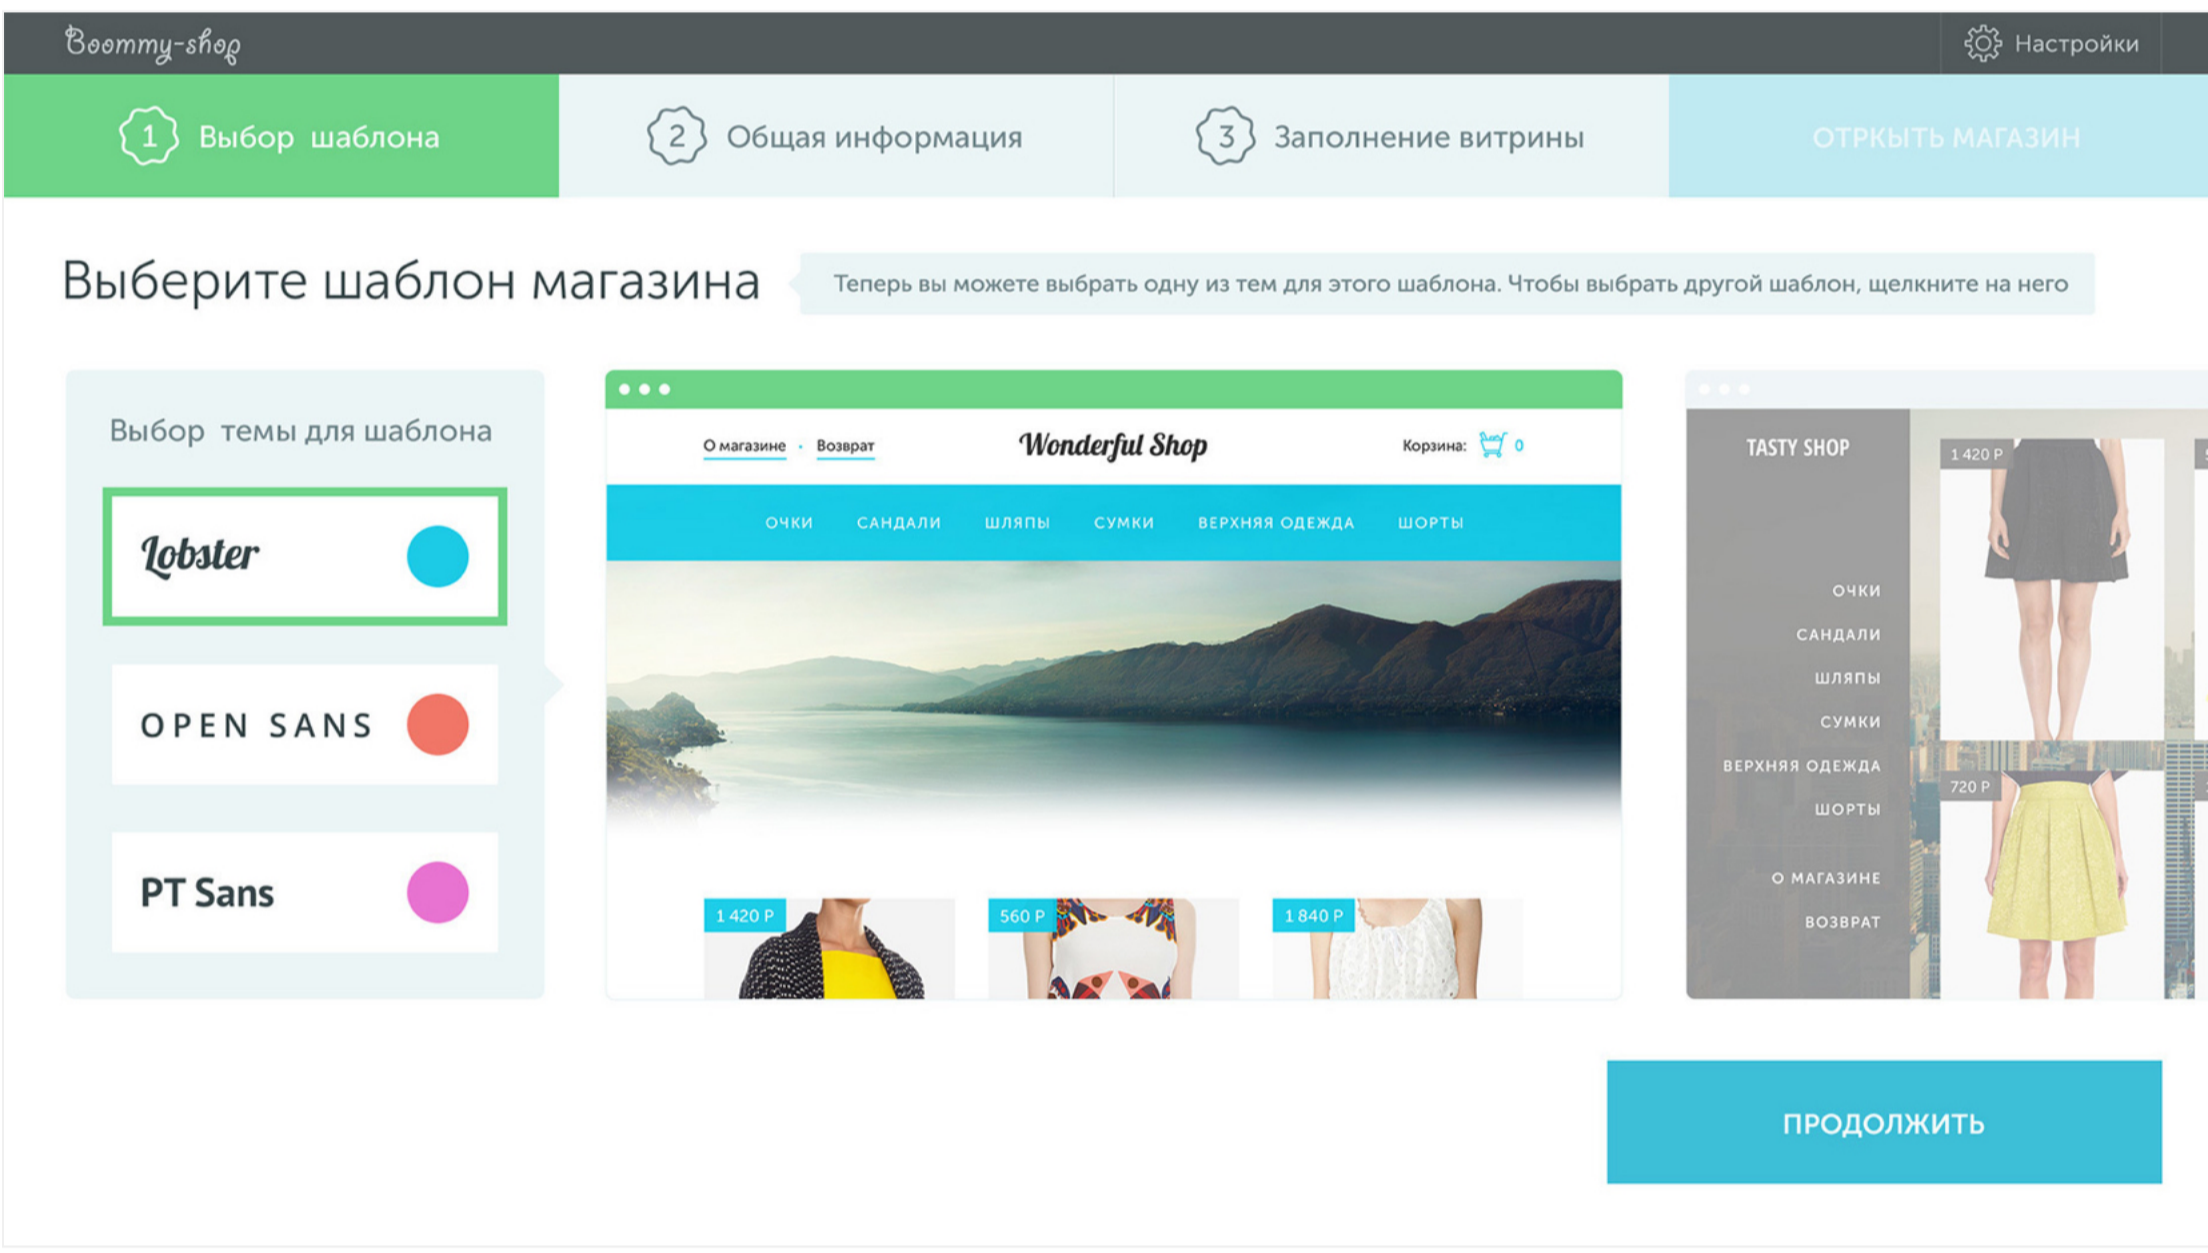 Boommy-shop
Настройки
1 Выбор шаблона
2 Общая информация
3 Заполнение витрины
ОТРКЫТЬ МАГАЗИН
Выберите шаблон магазина
Теперь вы можете выбрать одну из тем для этого шаблона. Чтобы выбрать другой шаблон, щелкните на него
Выбор темы для шаблона
Lobster
OPEN SANS
PT Sans
О магазине · Возврат
Wonderful Shop
Корзина: 0
ОЧКИ САНДАЛИ ШЛЯПЫ СУМКИ ВЕРХНЯЯ ОДЕЖДА ШОРТЫ
1 420 Р
560 Р
1 840 Р
TASTY SHOP
ОЧКИ
САНДАЛИ
ШЛЯПЫ
СУМКИ
ВЕРХНЯЯ ОДЕЖДА
ШОРТЫ
О МАГАЗИНЕ
ВОЗВРАТ
1 420 Р
720 Р
ПРОДОЛЖИТЬ